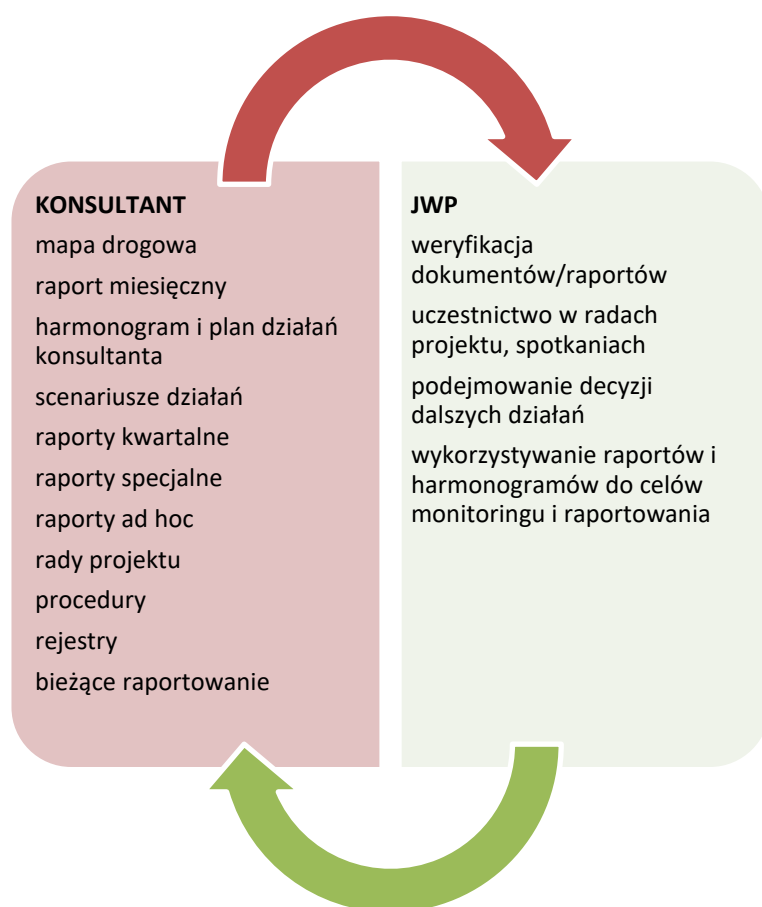 KONSULTANT
mapa drogowa
raport miesięczny
harmonogram i plan działań
konsultanta
scenariusze działań
raporty kwartalne
raporty specjalne
raporty ad hoc
rady projektu
procedury
rejestry
bieżące raportowanie
JWP
weryfikacja
dokumentów/raportów
uczestnictwo w radach
projektu, spotkaniach
podejmowanie decyzji
dalszych działań
wykorzystywanie raportów i
harmonogramów do celów
monitoringu i raportowania